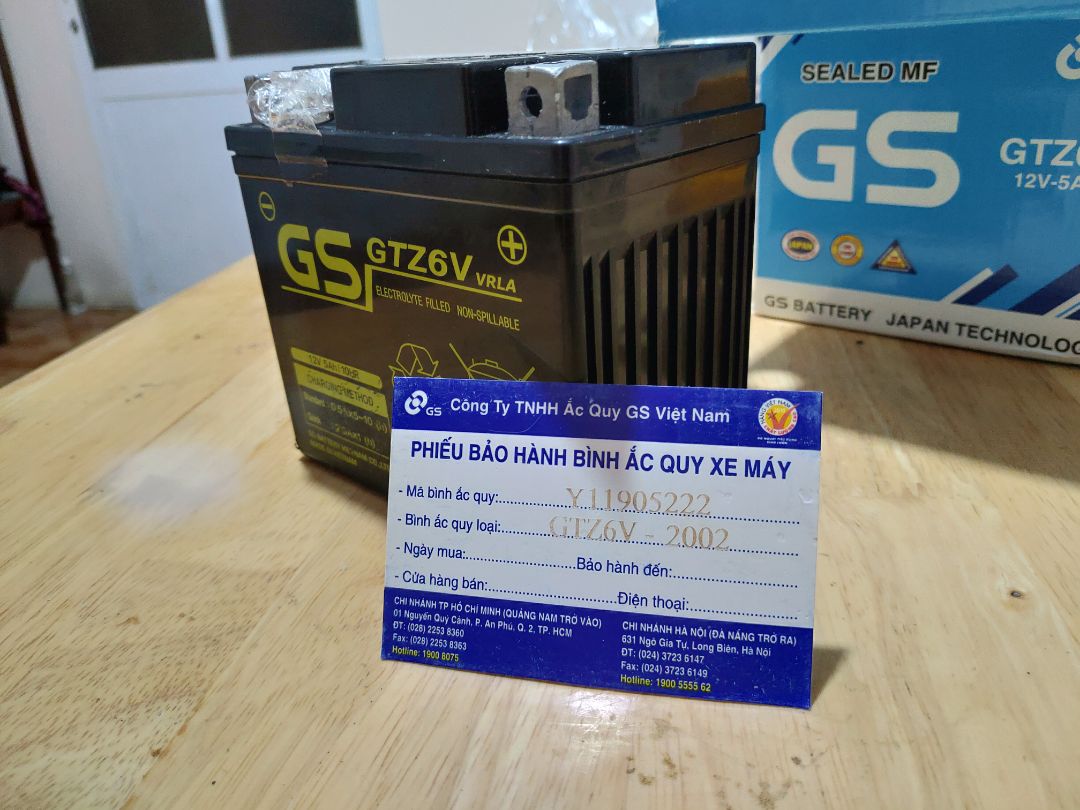 SEALED MF
GS
12V-5A
JAPAN
GS BATTERY JAPAN TECHNOLOG
GS
GTZ6V VRLA
ELECTROLYTE FILLED NON-SPILLABLE
12V 5Ah/10HR
CHARGING METHOD
GS Công Ty TNHH Ắc Quy GS Việt Nam
PHIẾU BẢO HÀNH BÌNH ẮC QUY XE MÁY
- Mã bình ắc quy: Y11905222
- Bình ắc quy loại: GTZ6V - 2002
- Ngày mua: Bảo hành đến:
- Cửa hàng bán: Điện thoại:
CHI NHÁNH TP HỒ CHÍ MINH (QUẢNG NAM TRỞ VÀO)
01 Nguyễn Quý Cảnh, P. An Phú, Q. 2, TP. HCM
ĐT: (028) 2253 8360
Fax: (028) 2253 8363
Hotline: 1900 8075
CHI NHÁNH HÀ NỘI (ĐÀ NẴNG TRỞ RA)
631 Ngô Gia Tự, Long Biên, Hà Nội
ĐT: (024) 3723 6147
Fax: (024) 3723 6149
Hotline: 1900 5555 62